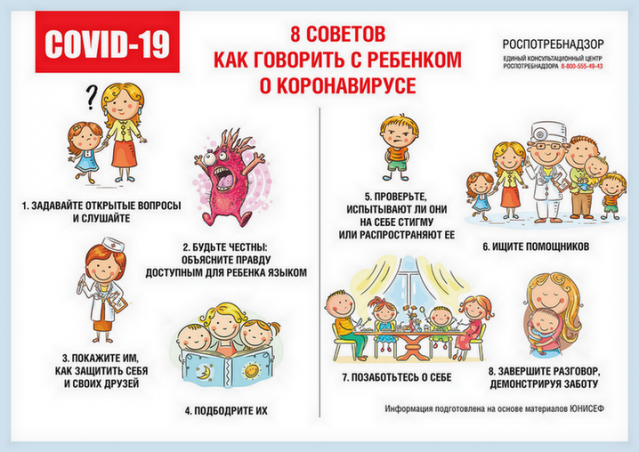 COVID-19
8 СОВЕТОВ
КАК ГОВОРИТЬ С РЕБЕНКОМ
О КОРОНАВИРУСЕ
РОСПОТРЕБНАДЗОР
ЕДИНЫЙ КОНСУЛЬТАЦИОННЫЙ ЦЕНТР
РОСПОТРЕБНАДЗОРА 8-800-555-49-43
?
1. ЗАДАВАЙТЕ ОТКРЫТЫЕ ВОПРОСЫ
И СЛУШАЙТЕ
2. БУДЬТЕ ЧЕСТНЫ:
ОБЪЯСНИТЕ ПРАВДУ
ДОСТУПНЫМ ДЛЯ РЕБЕНКА ЯЗЫКОМ
3. ПОКАЖИТЕ ИМ,
КАК ЗАЩИТИТЬ СЕБЯ
И СВОИХ ДРУЗЕЙ
4. ПОДБОДРИТЕ ИХ
5. ПРОВЕРЬТЕ,
ИСПЫТЫВАЮТ ЛИ ОНИ
НА СЕБЕ СТИГМУ
ИЛИ РАСПРОСТРАНЯЮТ ЕЕ
6. ИЩИТЕ ПОМОЩНИКОВ
7. ПОЗАБОТЬТЕСЬ О СЕБЕ
8. ЗАВЕРШИТЕ РАЗГОВОР,
ДЕМОНСТРИРУЯ ЗАБОТУ
Информация подготовлена на основе материалов ЮНИСЕФ